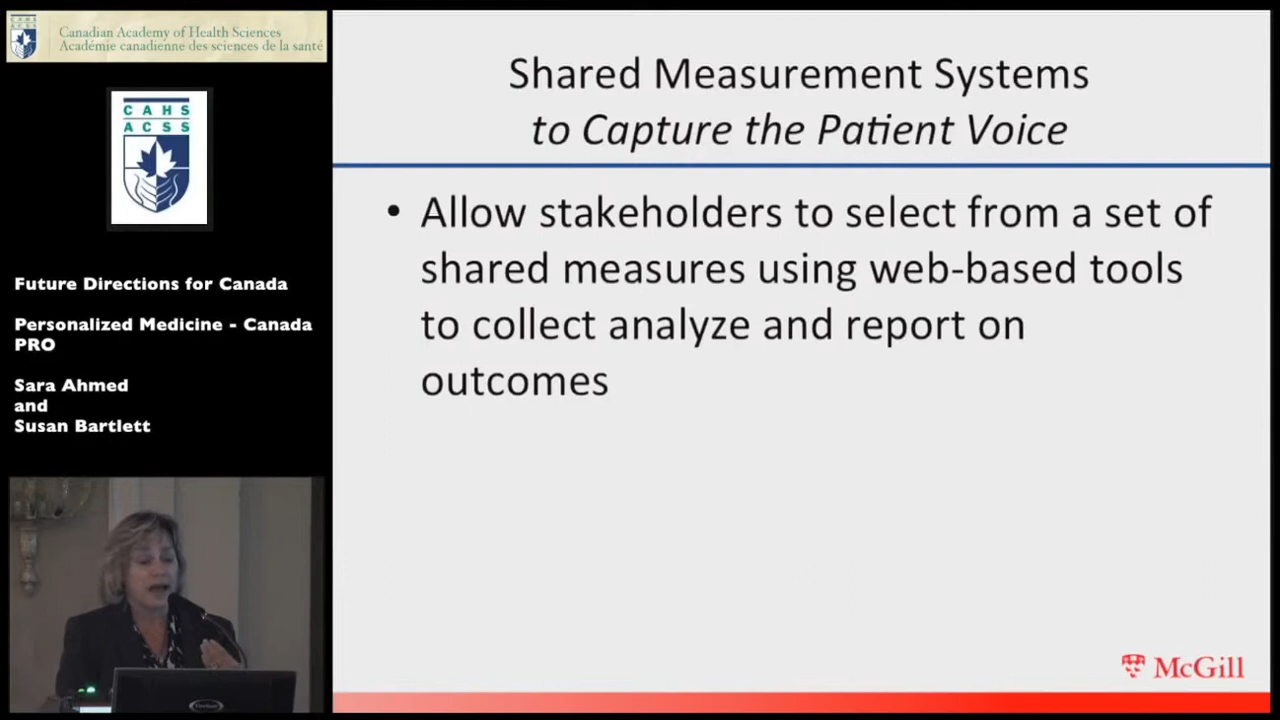 Canadian Academy of Health Sciences
Académie canadienne des sciences de la santé
CAHS
ACSS
CAHS
ACSS
Future Directions for Canada
Personalized Medicine - Canada
PRO
Sara Ahmed
and
Susan Bartlett
Shared Measurement Systems
to Capture the Patient Voice
• Allow stakeholders to select from a set of
shared measures using web-based tools
to collect analyze and report on
outcomes
McGill